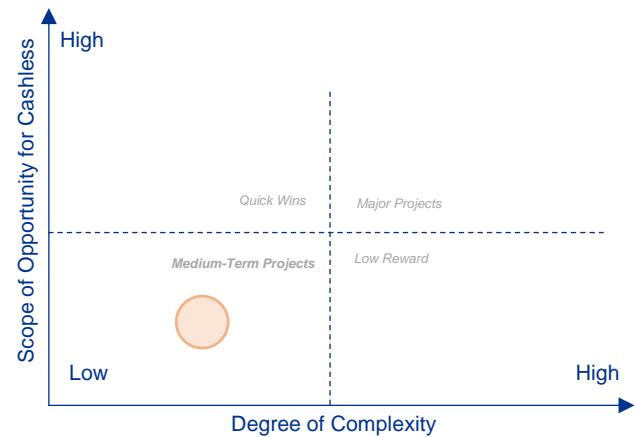 High
Scope of Opportunity for Cashless
Quick Wins
Major Projects
Medium-Term Projects
Low Reward
Low
High
Degree of Complexity